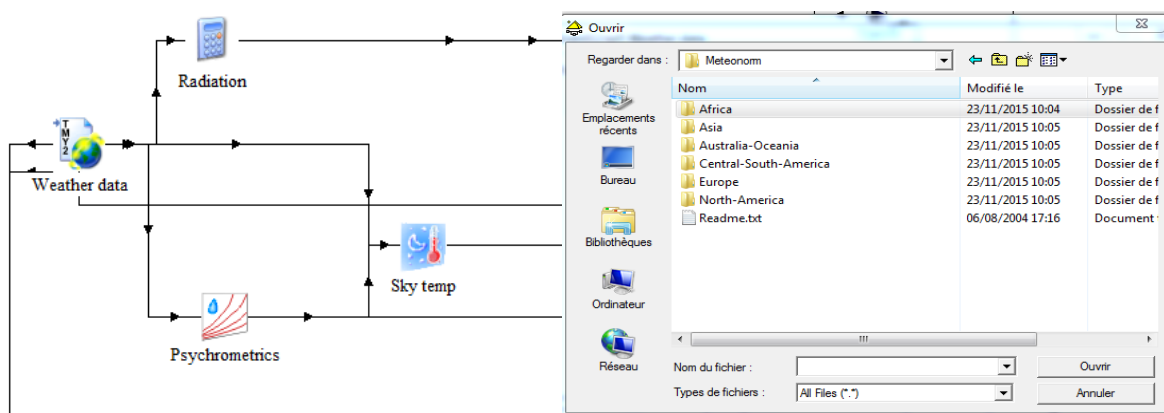 Radiation
TMY2
Weather data
Sky temp
Psychrometrics
Ouvrir
Regarder dans :
Meteonorm
Emplacements
récents
Bureau
Bibliothèques
Ordinateur
Réseau
Nom Modifié le Type
Africa 23/11/2015 10:04 Dossier de f
Asia 23/11/2015 10:05 Dossier de f
Australia-Oceania 23/11/2015 10:05 Dossier de f
Central-South-America 23/11/2015 10:05 Dossier de f
Europe 23/11/2015 10:05 Dossier de f
North-America 23/11/2015 10:05 Dossier de f
Readme.txt 06/08/2004 17:16 Document
Nom du fichier : Ouvrir
Types de fichiers : All Files (*.*) Annuler